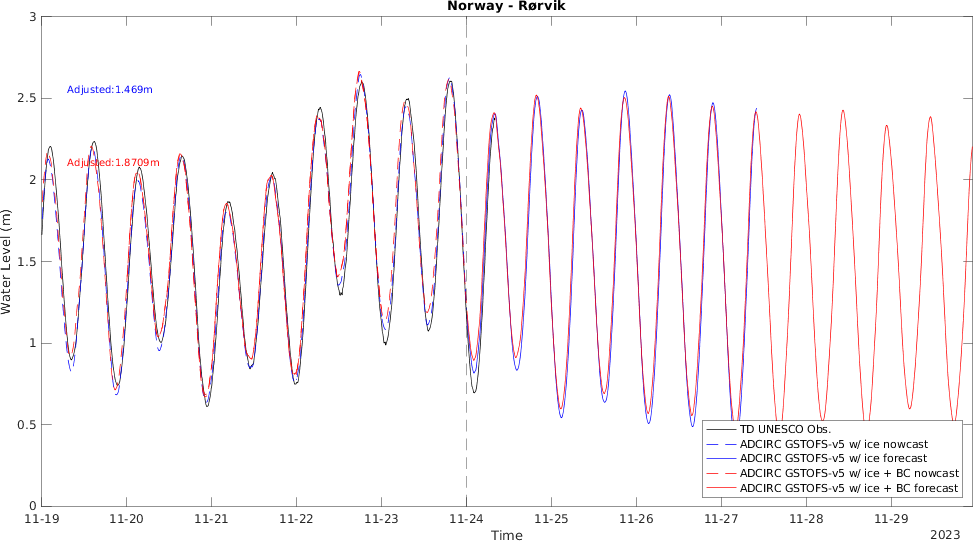 Norway - Rørvik
Water Level (m)
3
2.5
2
1.5
1
0.5
0
Adjusted:1.469m
Adjusted:1.8709m
TD UNESCO Obs.
ADCIRC GSTOFS-v5 w/ ice nowcast
ADCIRC GSTOFS-v5 w/ ice forecast
ADCIRC GSTOFS-v5 w/ ice + BC nowcast
ADCIRC GSTOFS-v5 w/ ice + BC forecast
11-19 11-20 11-21 11-22 11-23 11-24 11-25 11-26 11-27 11-28 11-29
Time
2023